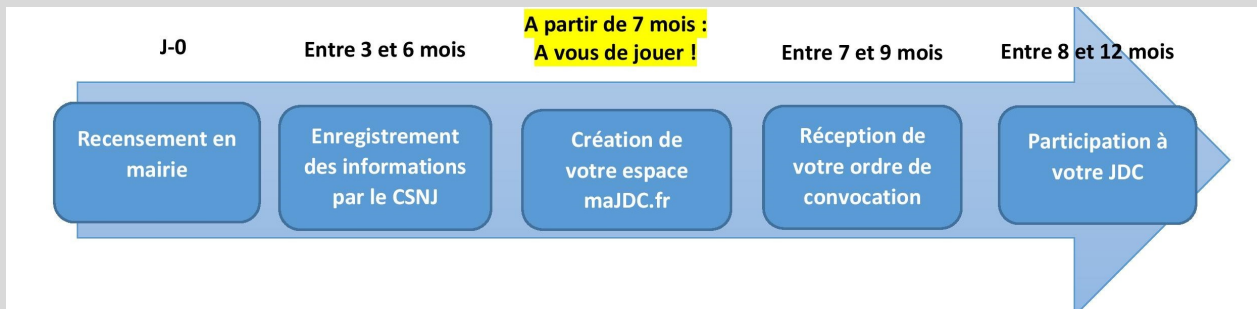 J-0
Recensement en
mairie
Entre 3 et 6 mois
Enregistrement
des informations
par le CSNJ
A partir de 7 mois :
A vous de jouer !
Création de
votre espace
maJDC.fr
Entre 7 et 9 mois
Réception de
votre ordre de
convocation
Entre 8 et 12 mois
Participation à
votre JDC